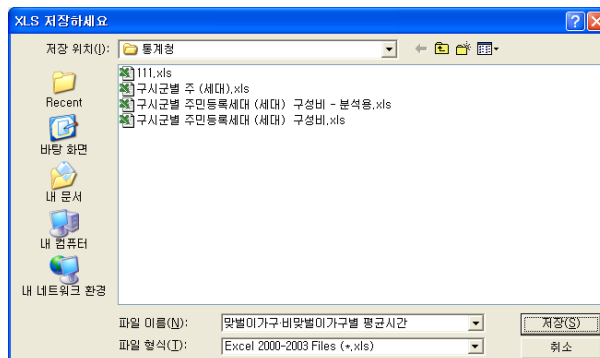 XLS 저장하세요
저장 위치(I): 통계청
111.xls
구시군별 주 (세대).xls
구시군별 주민등록세대 (세대) 구성비 - 분석용.xls
구시군별 주민등록세대 (세대) 구성비.xls
Recent
바탕 화면
내 문서
내 컴퓨터
내 네트워크 환경
파일 이름(N): 맞벌이가구·비맞벌이가구별 평균시간 저장(S)
파일 형식(T): Excel 2000-2003 Files (*.xls) 취소